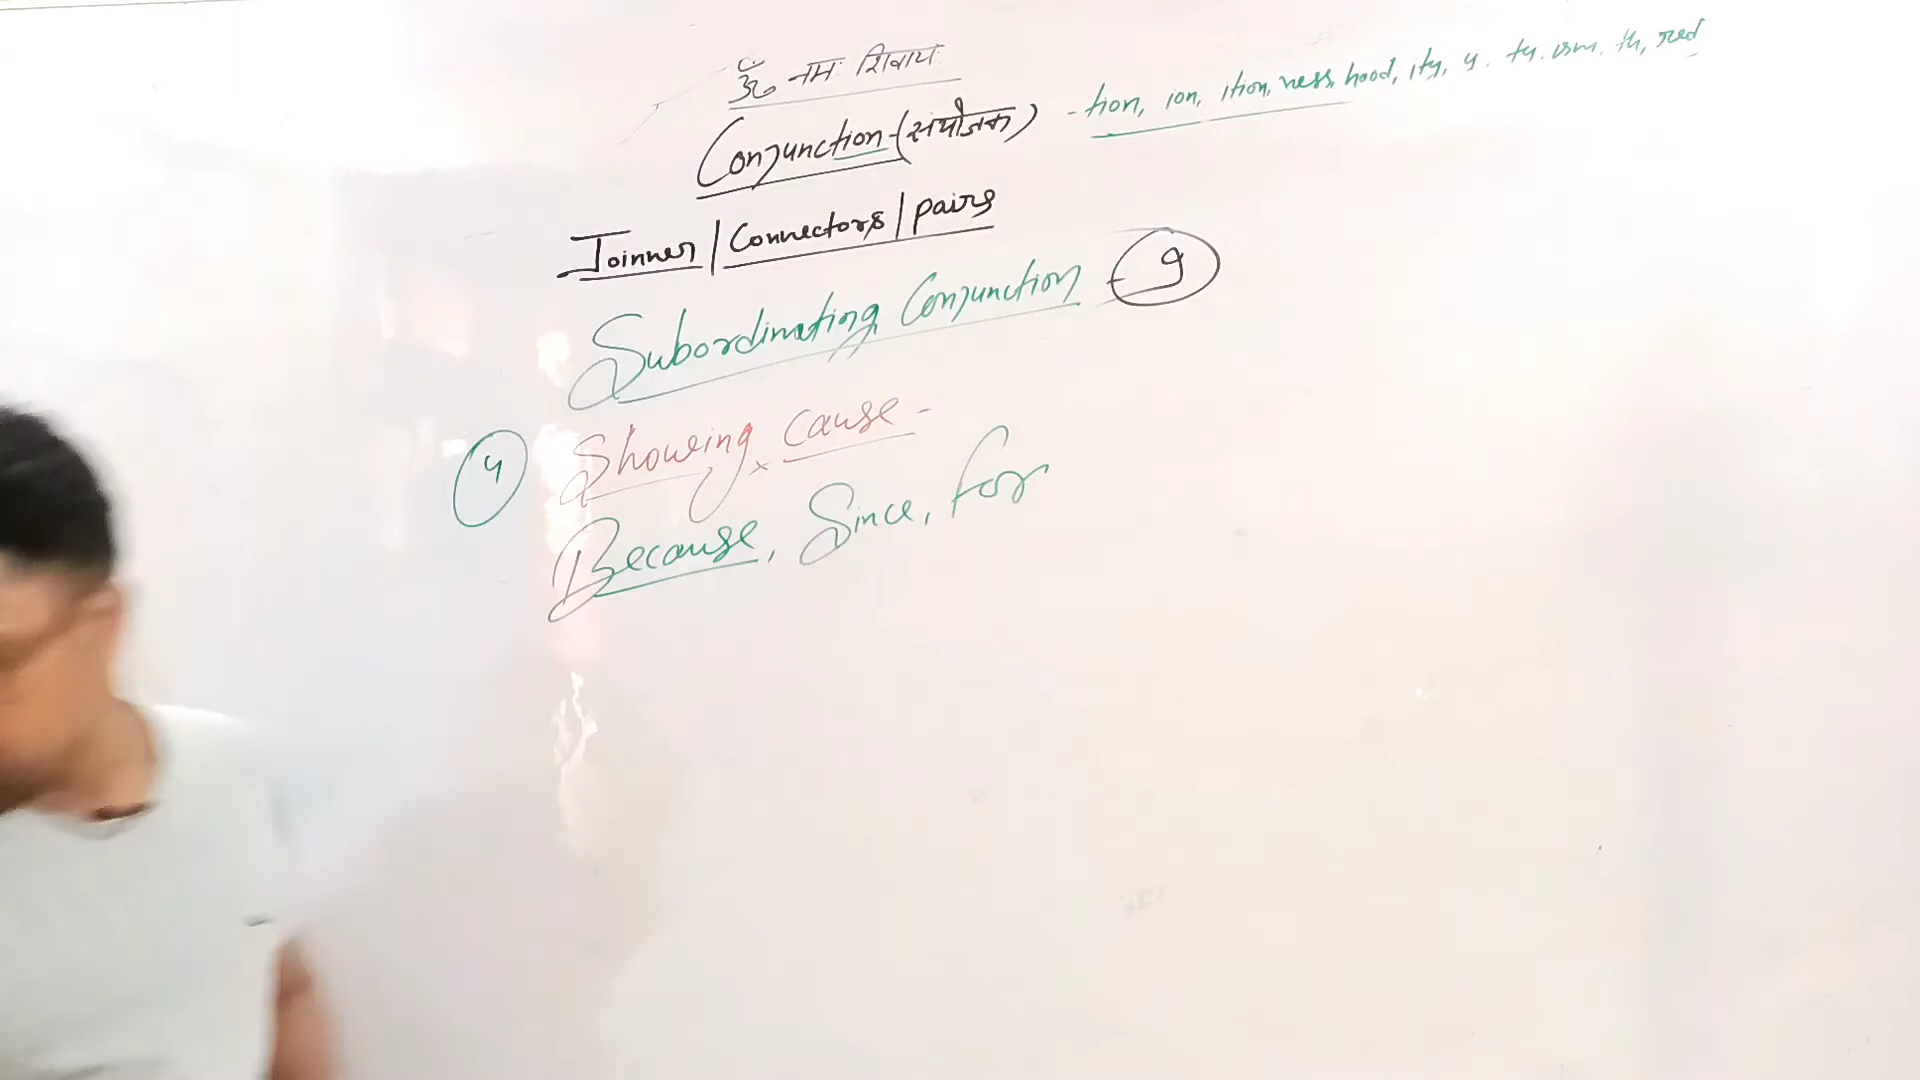 ॐ नमः शिवाय
Conjunction-(संयोजक) - tion, ion, ition, ness, hood, ity, y. ty. ism. th, red
Joinner/Connectors/pairs
Subordinating Conjunction - 9
4 Showing cause -
Because, Since, for